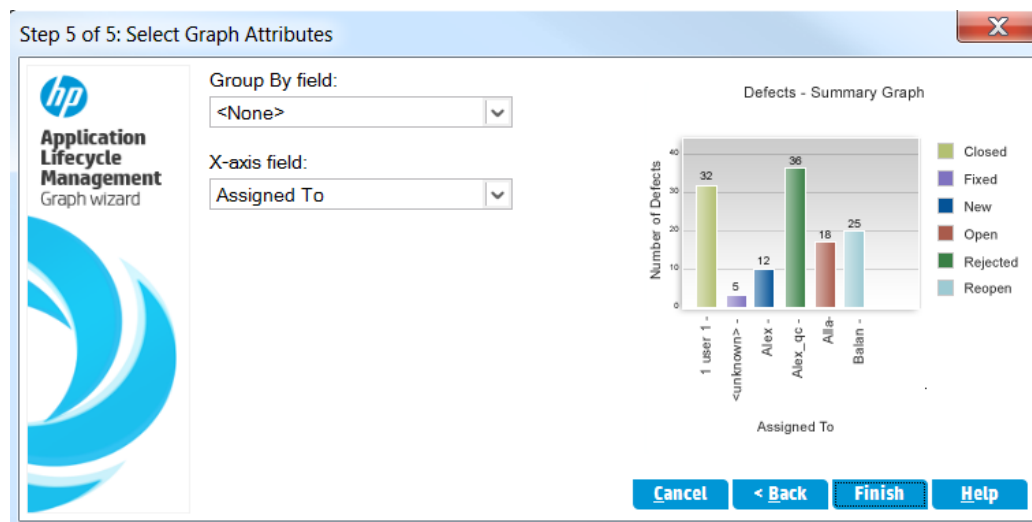 Step 5 of 5: Select Graph Attributes
X
hp
Application
Lifecycle
Management
Graph wizard
Group By field:
<None>
X-axis field:
Assigned To
Defects - Summary Graph
Number of Defects
40
30
20
10
0
32
5
12
36
18
25
1 user 1 -
<unknown> -
Alex -
Alex_qc -
Alla-
Balan -
Assigned To
Closed
Fixed
New
Open
Rejected
Reopen
Cancel
< Back
Finish
Help